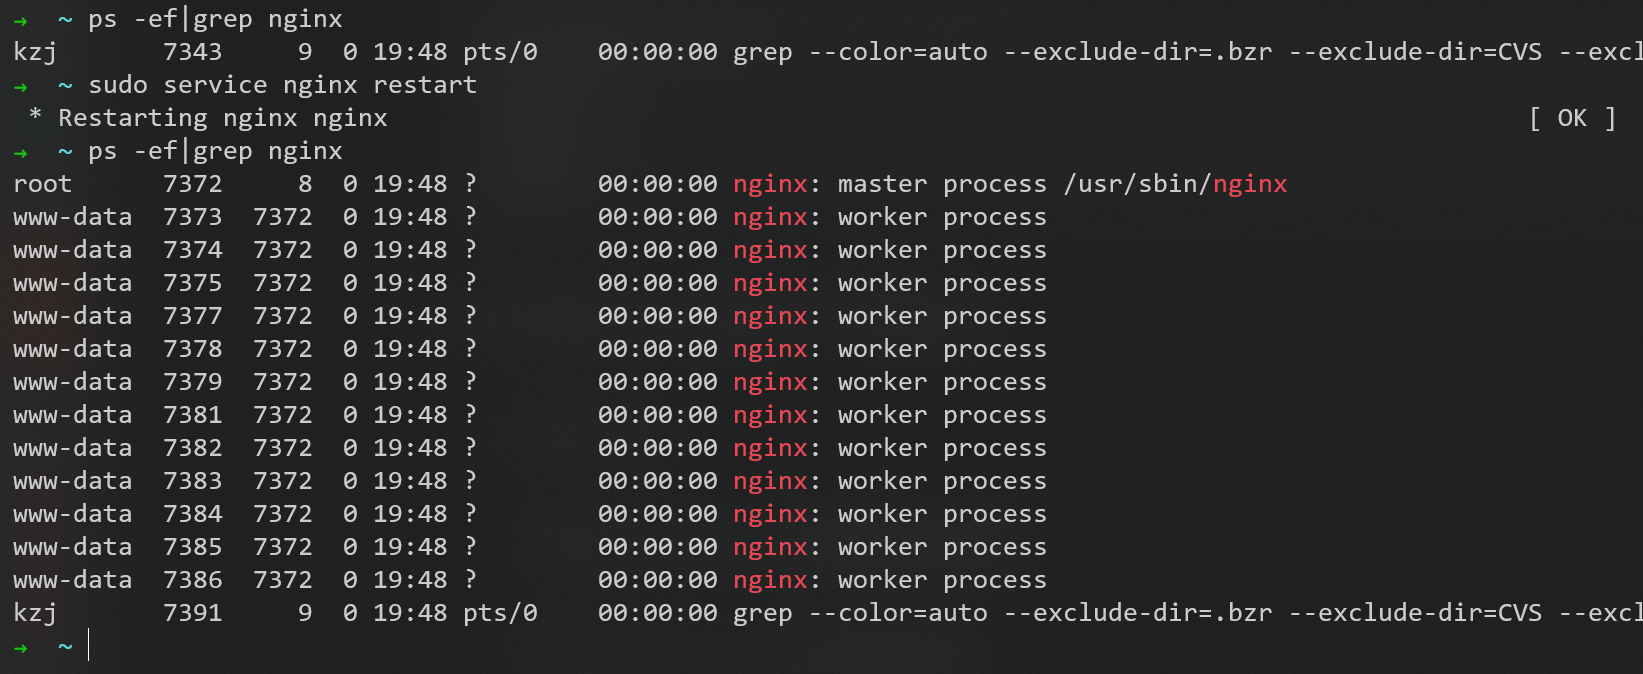 → ~ ps -ef|grep nginx
kzj 7343 9 0 19:48 pts/0 00:00:00 grep --color=auto --exclude-dir=.bzr --exclude-dir=CVS --excl
→ ~ sudo service nginx restart
* Restarting nginx nginx [ OK ]
→ ~ ps -ef|grep nginx
root 7372 8 0 19:48 ? 00:00:00 nginx: master process /usr/sbin/nginx
www-data 7373 7372 0 19:48 ? 00:00:00 nginx: worker process
www-data 7374 7372 0 19:48 ? 00:00:00 nginx: worker process
www-data 7375 7372 0 19:48 ? 00:00:00 nginx: worker process
www-data 7377 7372 0 19:48 ? 00:00:00 nginx: worker process
www-data 7378 7372 0 19:48 ? 00:00:00 nginx: worker process
www-data 7379 7372 0 19:48 ? 00:00:00 nginx: worker process
www-data 7381 7372 0 19:48 ? 00:00:00 nginx: worker process
www-data 7382 7372 0 19:48 ? 00:00:00 nginx: worker process
www-data 7383 7372 0 19:48 ? 00:00:00 nginx: worker process
www-data 7384 7372 0 19:48 ? 00:00:00 nginx: worker process
www-data 7385 7372 0 19:48 ? 00:00:00 nginx: worker process
www-data 7386 7372 0 19:48 ? 00:00:00 nginx: worker process
kzj 7391 9 0 19:48 pts/0 00:00:00 grep --color=auto --exclude-dir=.bzr --exclude-dir=CVS --excl
→ ~